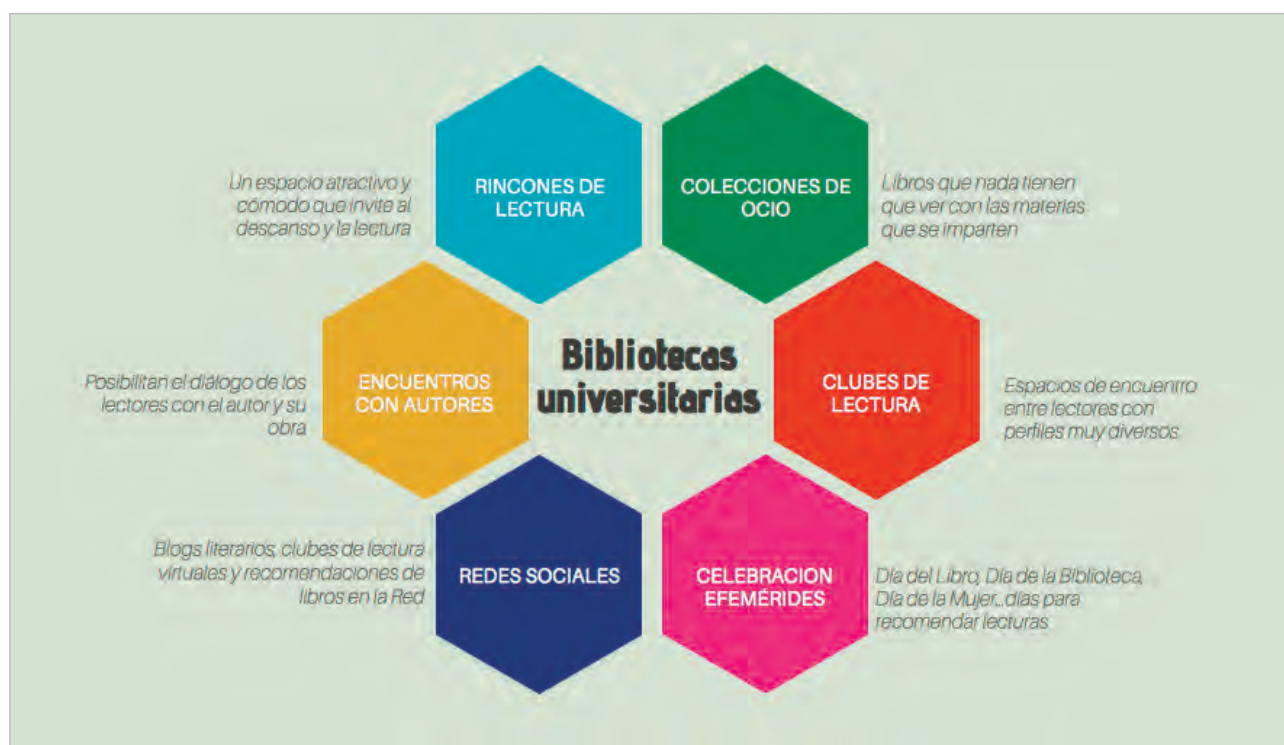 Un espacio atractivo y
cómodo que invite al
descanso y la lectura
RINCONES DE
LECTURA
COLECCIONES DE
OCIO
Libros que nada tienen
que ver con las materias
que se imparten
Posibilitan el diálogo de los
lectores con el autor y su
obra
ENCUENTROS
CON AUTORES
Bibliotecas
universitarias
CLUBES DE
LECTURA
Espacios de encuentro
entre lectores con
perfiles muy diversos
Blogs literarios, clubes de lectura
virtuales y recomendaciones de
libros en la Red
REDES SOCIALES
CELEBRACION
EFEMÉRIDES
Día del Libro, Día de la Biblioteca,
Día de la Mujer...días para
recomendar lecturas